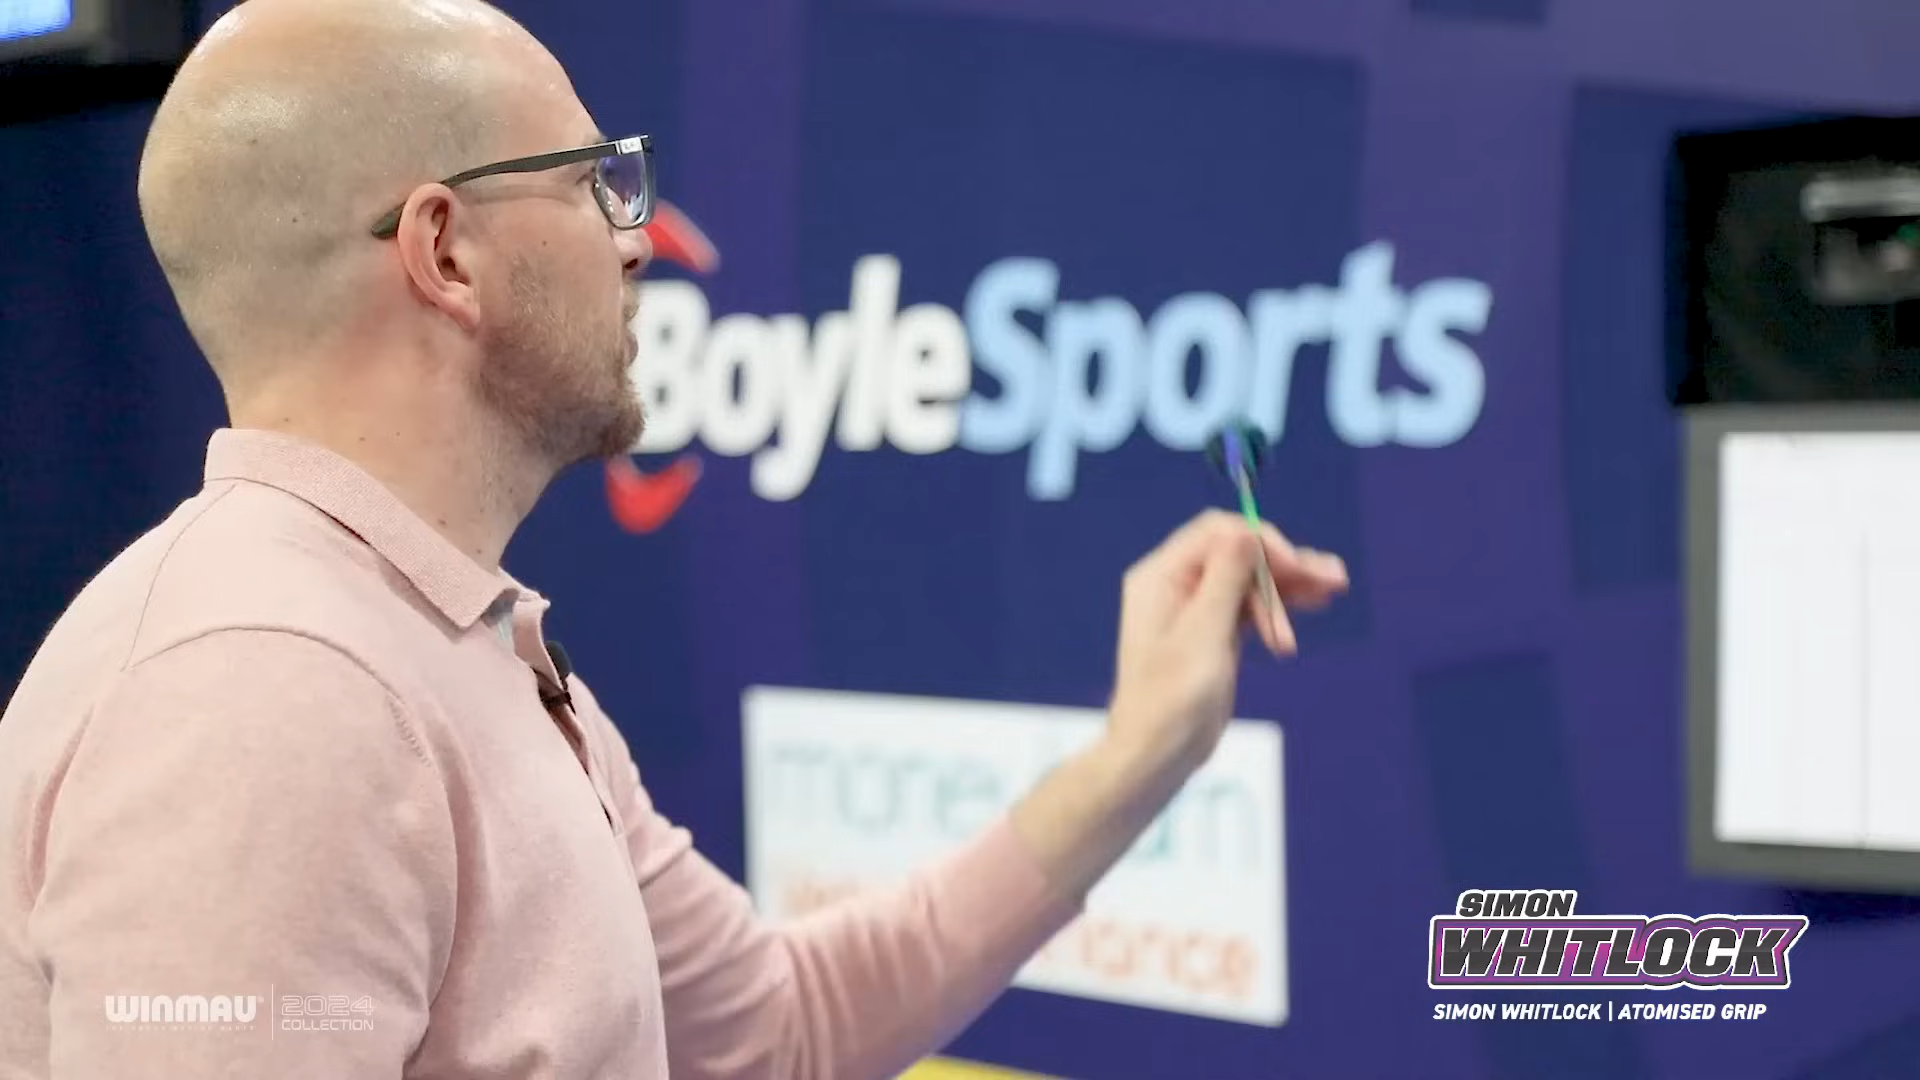 BoyleSports
SIMON
WHITLOCK
SIMON WHITLOCK | ATOMISED GRIP
WINMAU
2024
COLLECTION